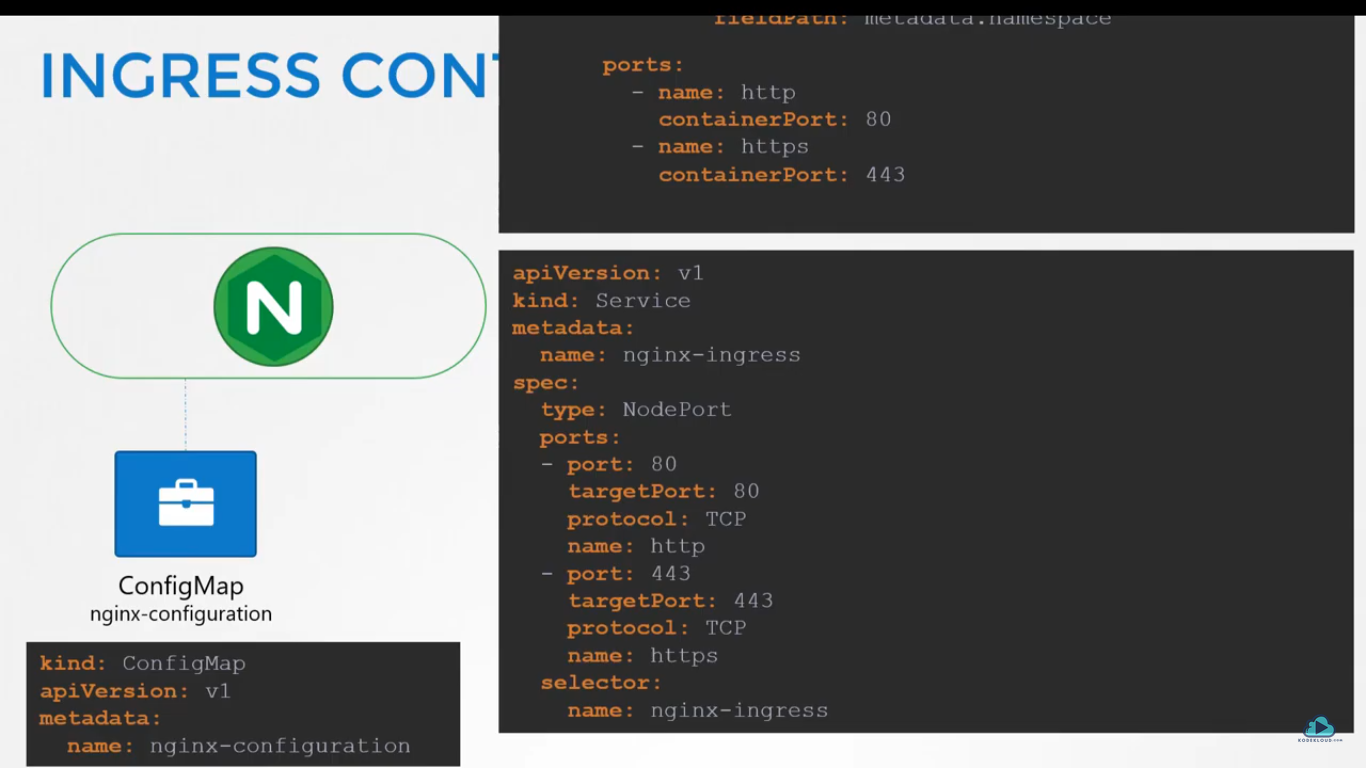 INGRESS CONT
fieldPath: metadata.namespace
ports:
- name: http
containerPort: 80
- name: https
containerPort: 443
apiVersion: v1
kind: Service
metadata:
name: nginx-ingress
spec:
type: NodePort
ports:
- port: 80
targetPort: 80
protocol: TCP
name: http
- port: 443
targetPort: 443
protocol: TCP
name: https
selector:
name: nginx-ingress
N
ConfigMap
nginx-configuration
kind: ConfigMap
apiVersion: v1
metadata:
name: nginx-configuration
KODEKLOUD.COM